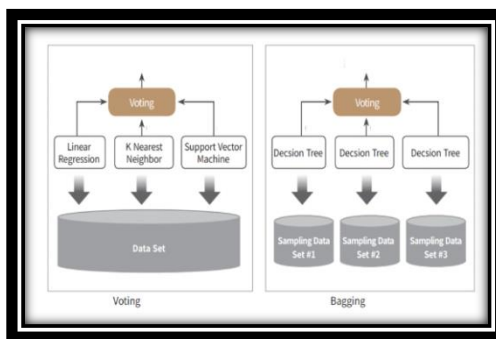 Voting
Linear
Regression
K Nearest
Neighbor
Support Vector
Machine
Data Set
Voting
Voting
Decsion Tree
Decsion Tree
Decsion Tree
Sampling Data
Set #1
Sampling Data
Set #2
Sampling Data
Set #3
Bagging